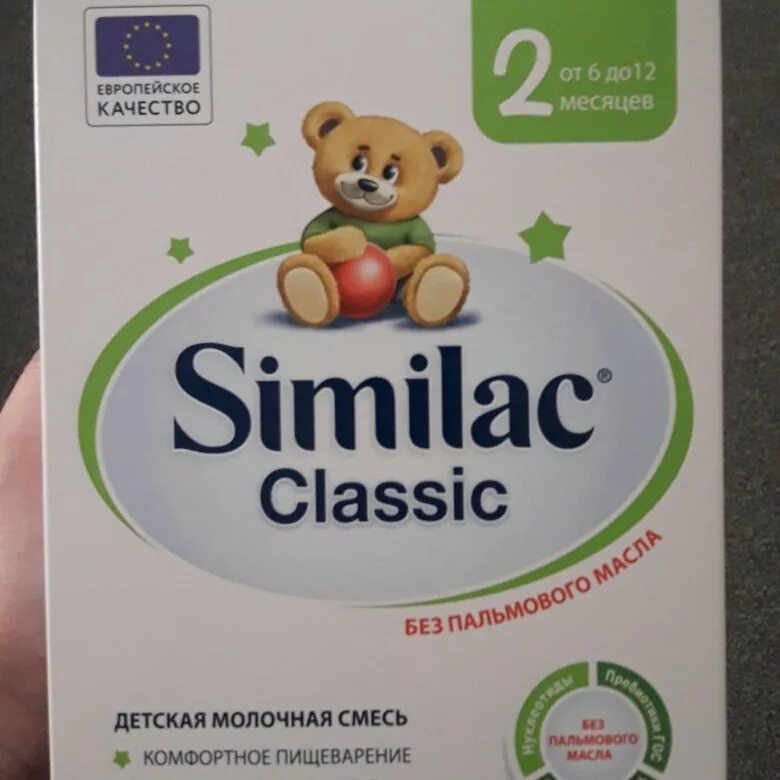 ЕВРОПЕЙСКОЕ
КАЧЕСТВО
2
от 6 до 12
месяцев
Similac®
Classic
БЕЗ ПАЛЬМОВОГО МАСЛА
ДЕТСКАЯ МОЛОЧНАЯ СМЕСЬ
КОМФОРТНОЕ ПИЩЕВАРЕНИЕ
Нуклеотиды
Пребиотики ГОС
БЕЗ
ПАЛЬМОВОГО
МАСЛА